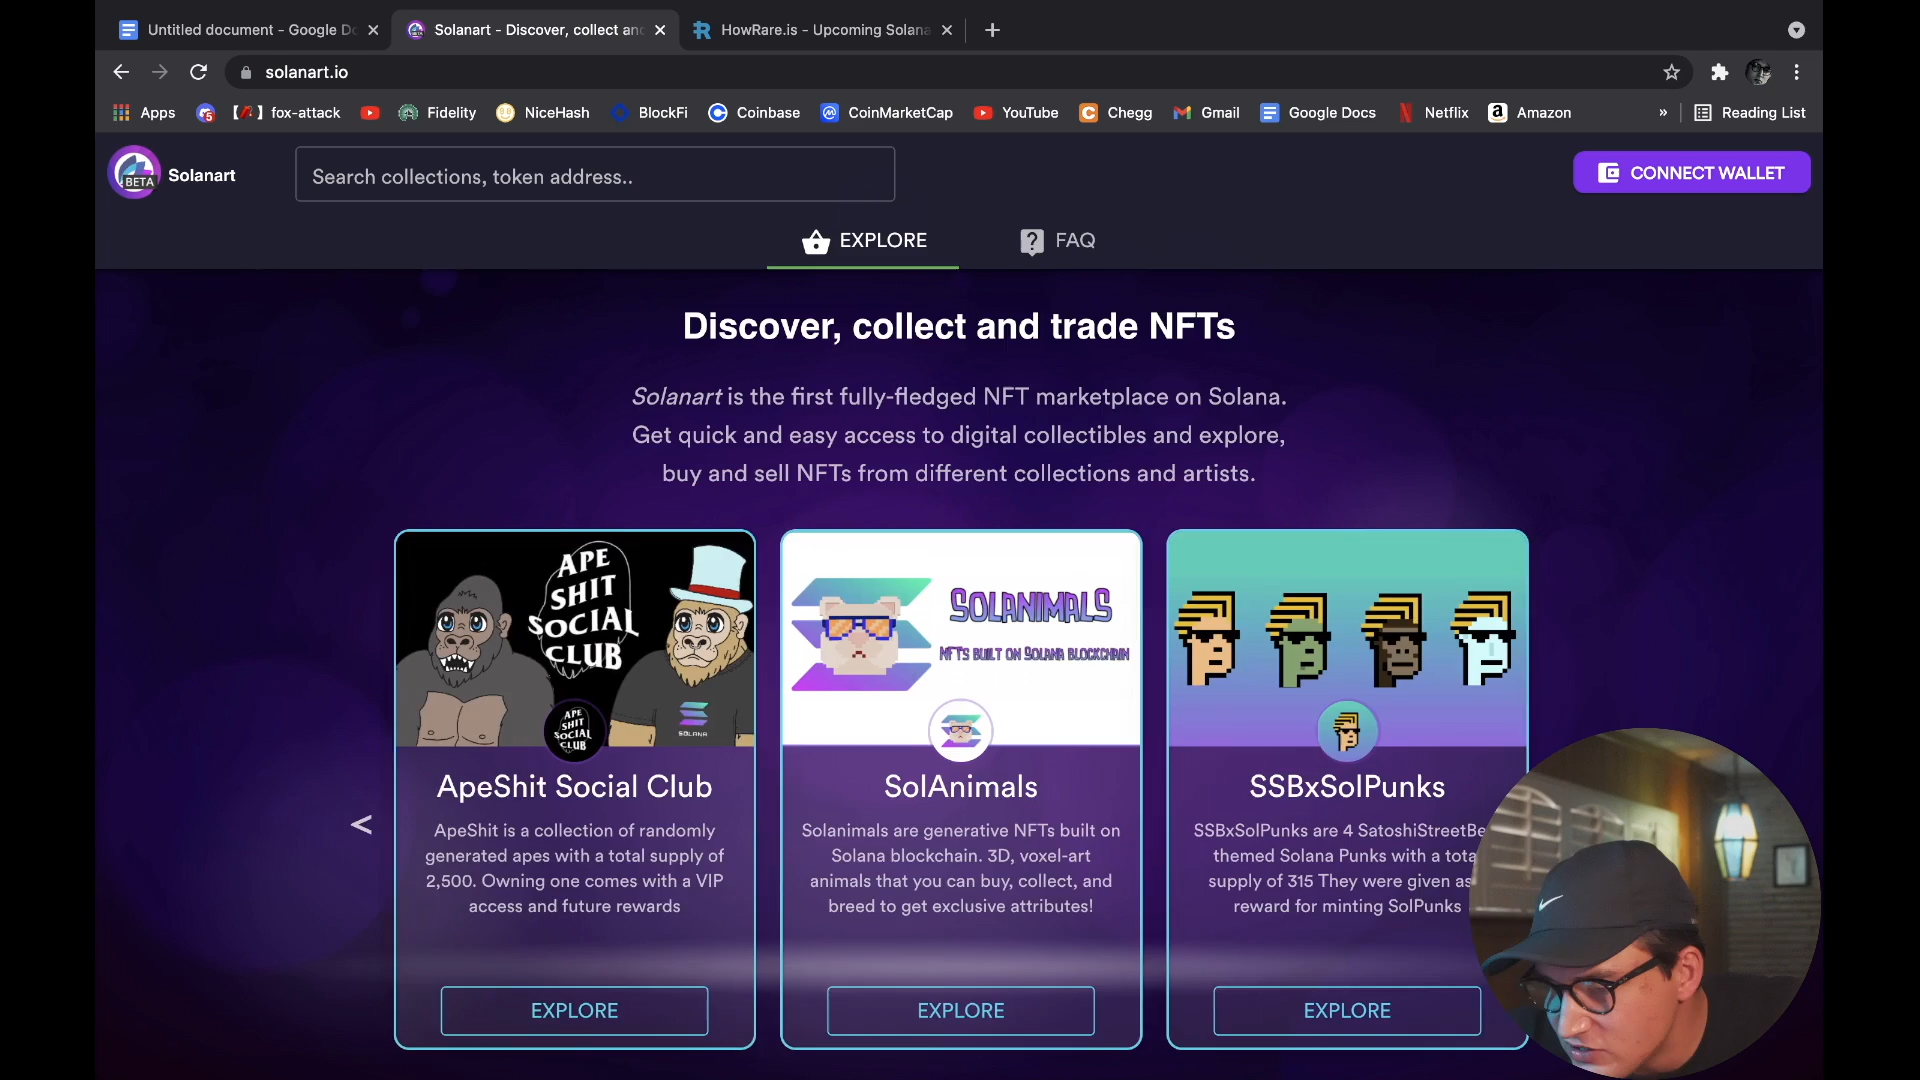 Untitled document - Google Do
Solanart - Discover, collect and
HowRare.is - Upcoming Solana
solanart.io
Apps
5
【 】 fox-attack
Fidelity
NiceHash
BlockFi
Coinbase
CoinMarketCap
YouTube
C
Chegg
Gmail
Google Docs
Netflix
a
Amazon
»
Reading List
BETA
Solanart
Search collections, token address..
CONNECT WALLET
EXPLORE
FAQ
Discover, collect and trade NFTs
Solanart is the first fully-fledged NFT marketplace on Solana.
Get quick and easy access to digital collectibles and explore,
buy and sell NFTs from different collections and artists.
APE
SHIT
SOCIAL
CLUB
SOLANA
APE
SHIT
SOCIAL
CLUB
ApeShit Social Club
ApeShit is a collection of randomly
generated apes with a total supply of
2,500. Owning one comes with a VIP
access and future rewards
EXPLORE
SOLANIMALS
NFTS BUILT ON SOLANA BLOCKCHAIN
SolAnimals
Solanimals are generative NFTs built on
Solana blockchain. 3D, voxel-art
animals that you can buy, collect, and
breed to get exclusive attributes!
EXPLORE
SSBxSolPunks
SSBxSolPunks are 4 SatoshiStreetBe
themed Solana Punks with a tota
supply of 315 They were given as
reward for minting SolPunks
EXPLORE
<